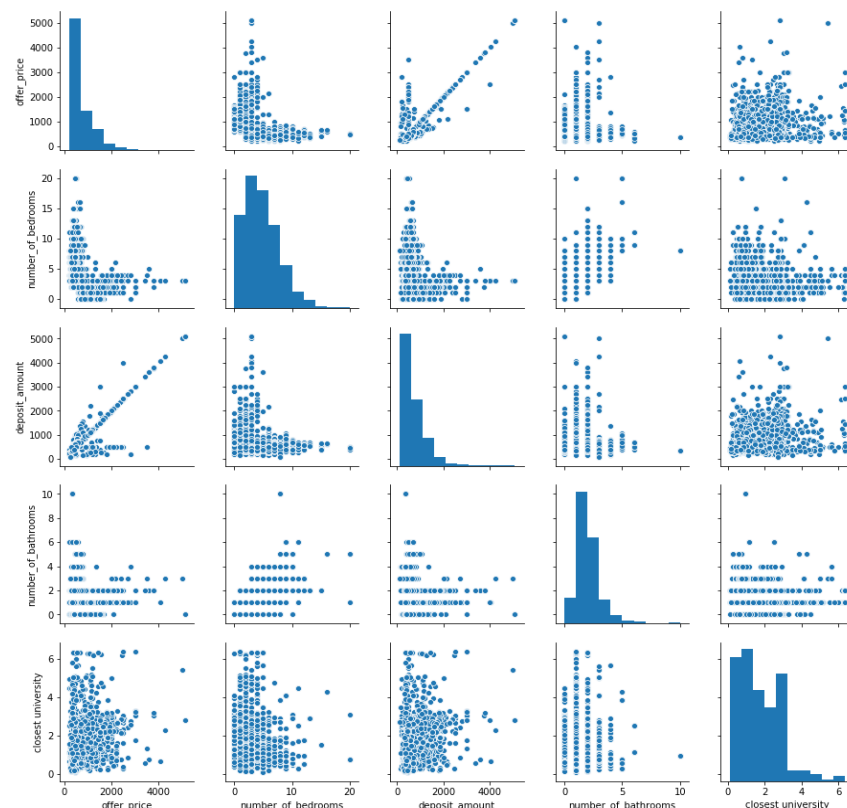 5000
4000
3000
2000
1000
0
offer_price
20
15
10
5
0
number_of_bedrooms
5000
4000
3000
2000
1000
0
deposit_amount
10
8
6
4
2
0
number_of_bathrooms
6
4
2
0
closest university
0 2000 4000
0 10 20
0 2000 4000
0 5 10
0 2 4 6
offer_price number_of_bedrooms deposit_amount number_of_bathrooms closest university